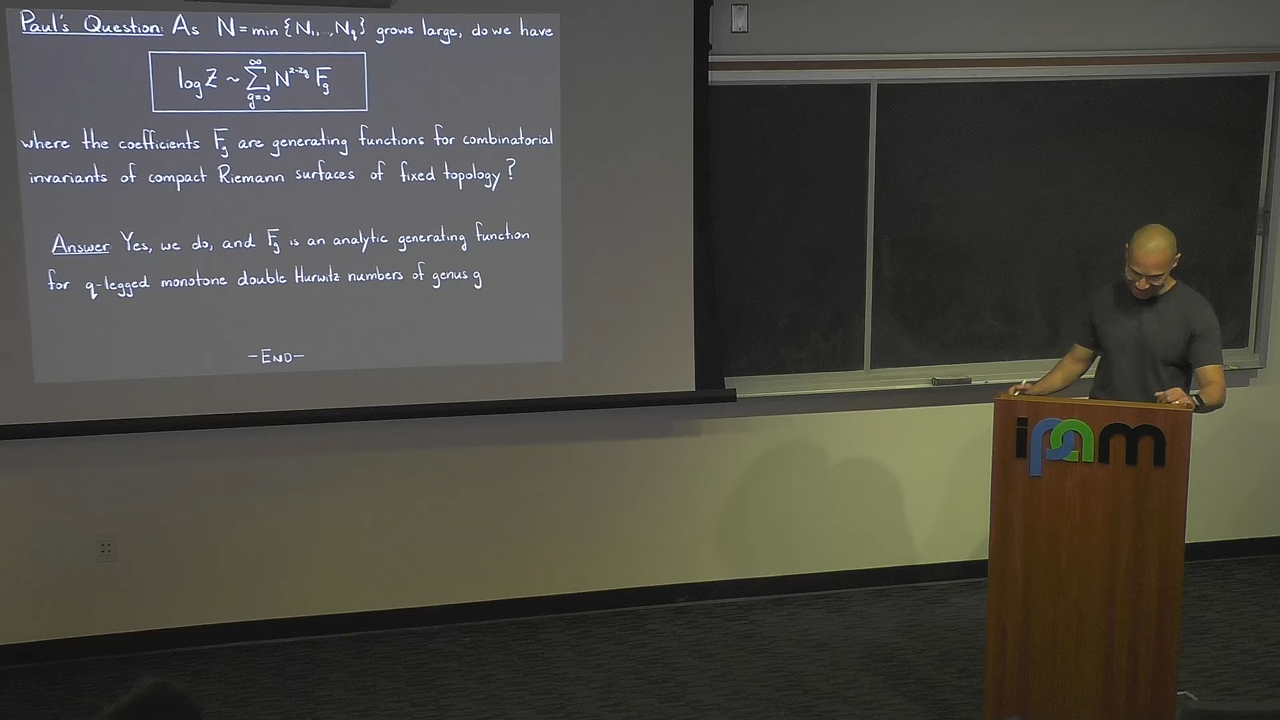 Paul's Question: As N = min {N₁,...,N_q} grows large, do we have
log Z ~ ∑_{g=0}^{∞} N^{2-2g} F_g
where the coefficients F_g are generating functions for combinatorial
invariants of compact Riemann surfaces of fixed topology?
Answer: Yes, we do, and F_g is an analytic generating function
for q-legged monotone double Hurwitz numbers of genus g
-END-
ipam